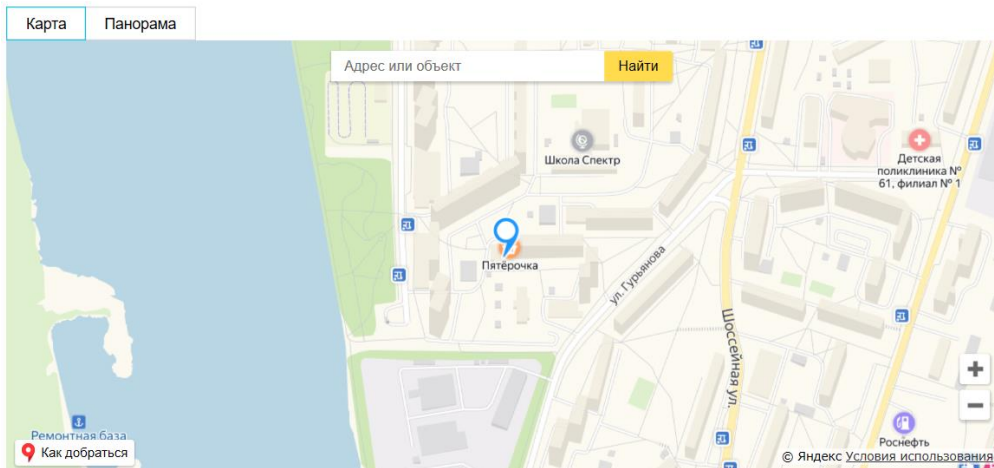 Карта
Панорама
Адрес или объект
Найти
Школа Спектр
Детская
поликлиника №
61, филиал № 1
Пятёрочка
ул. Гурьянова
Шоссейная ул.
Ремонтная база
Роснефть
Как добраться
© Яндекс Условия использования